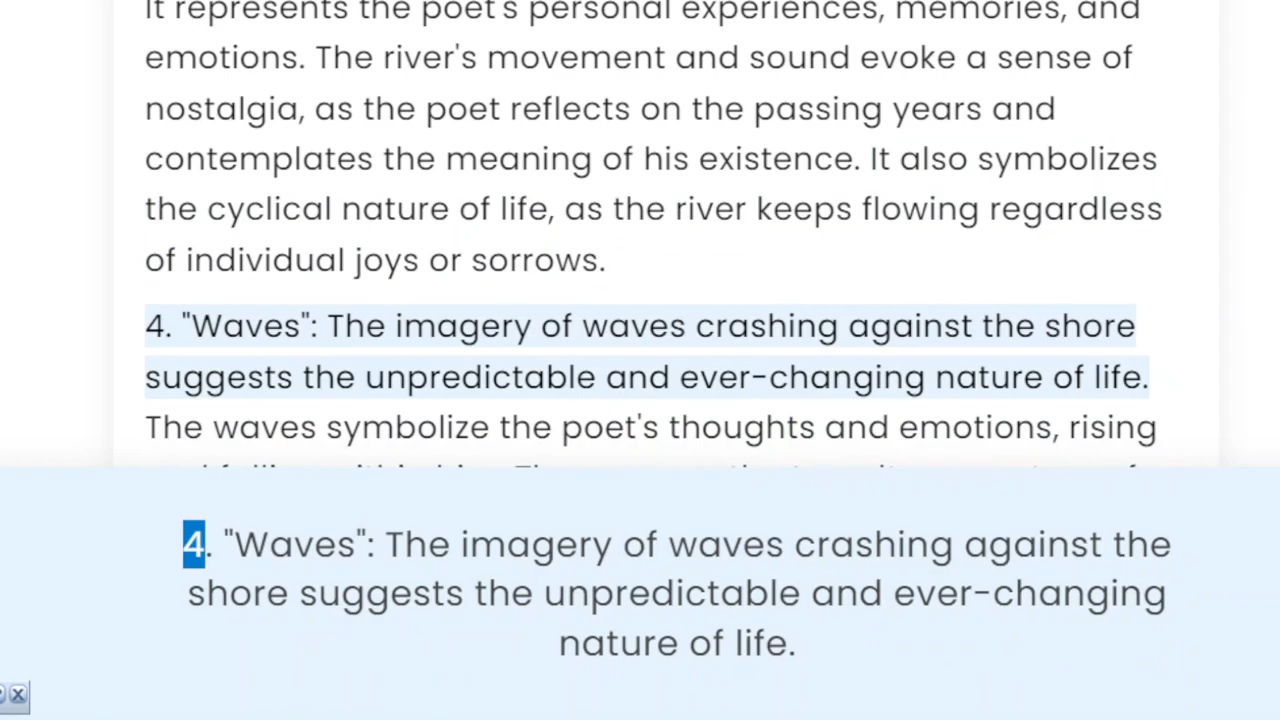 It represents the poet's personal experiences, memories, and
emotions. The river's movement and sound evoke a sense of
nostalgia, as the poet reflects on the passing years and
contemplates the meaning of his existence. It also symbolizes
the cyclical nature of life, as the river keeps flowing regardless
of individual joys or sorrows.
4. "Waves": The imagery of waves crashing against the shore
suggests the unpredictable and ever-changing nature of life.
The waves symbolize the poet's thoughts and emotions, rising
4. "Waves": The imagery of waves crashing against the
shore suggests the unpredictable and ever-changing
nature of life.